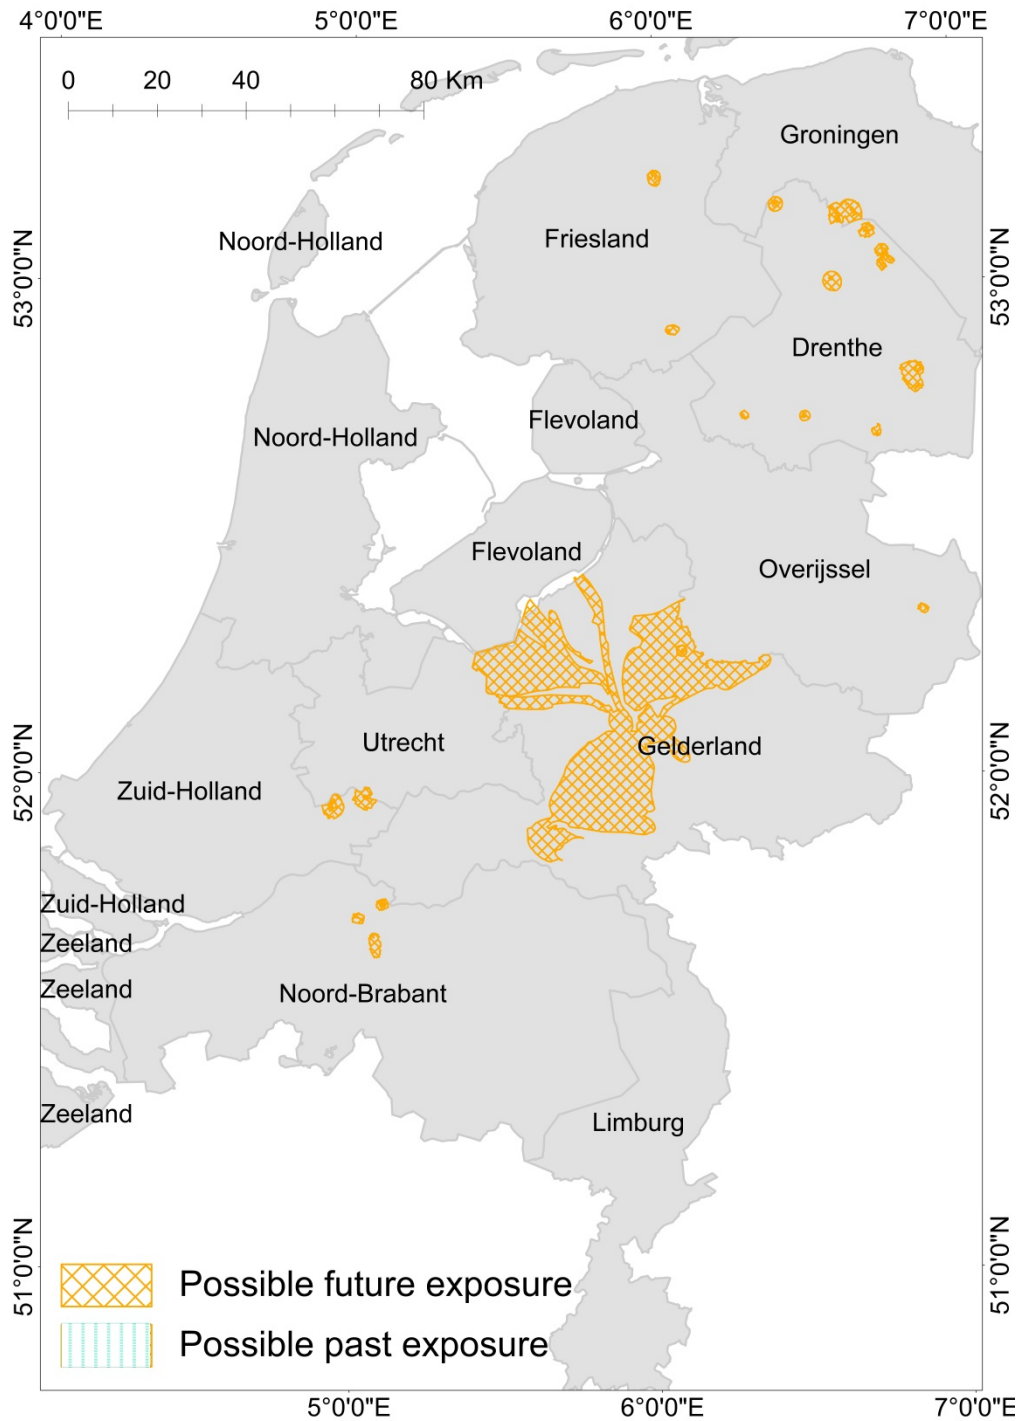 4°0'0"E 5°0'0"E 6°0'0"E 7°0'0"E
0 20 40 80 Km
Groningen
Noord-Holland
Friesland
53°0'0"N
53°0'0"N
Drenthe
Flevoland
Noord-Holland
Flevoland
Overijssel
Utrecht
Gelderland
52°0'0"N
52°0'0"N
Zuid-Holland
Zuid-Holland
Zeeland
Zeeland
Noord-Brabant
Zeeland
Limburg
51°0'0"N
51°0'0"N
Possible future exposure
Possible past exposure
5°0'0"E 6°0'0"E 7°0'0"E